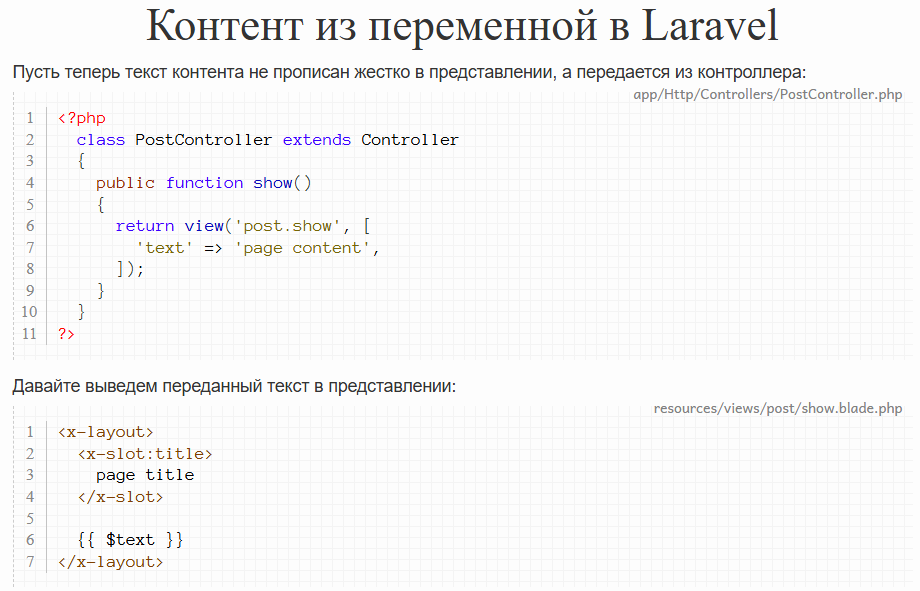 Контент из переменной в Laravel
Пусть теперь текст контента не прописан жестко в представлении, а передается из контроллера:
app/Http/Controllers/PostController.php
1 <?php
2 class PostController extends Controller
3 {
4 public function show()
5 {
6 return view('post.show', [
7 'text' => 'page content',
8 ]);
9 }
10 }
11 ?>
Давайте выведем переданный текст в представлении:
resources/views/post/show.blade.php
1 <x-layout>
2 <x-slot:title>
3 page title
4 </x-slot>
5
6 {{ $text }}
7 </x-layout>